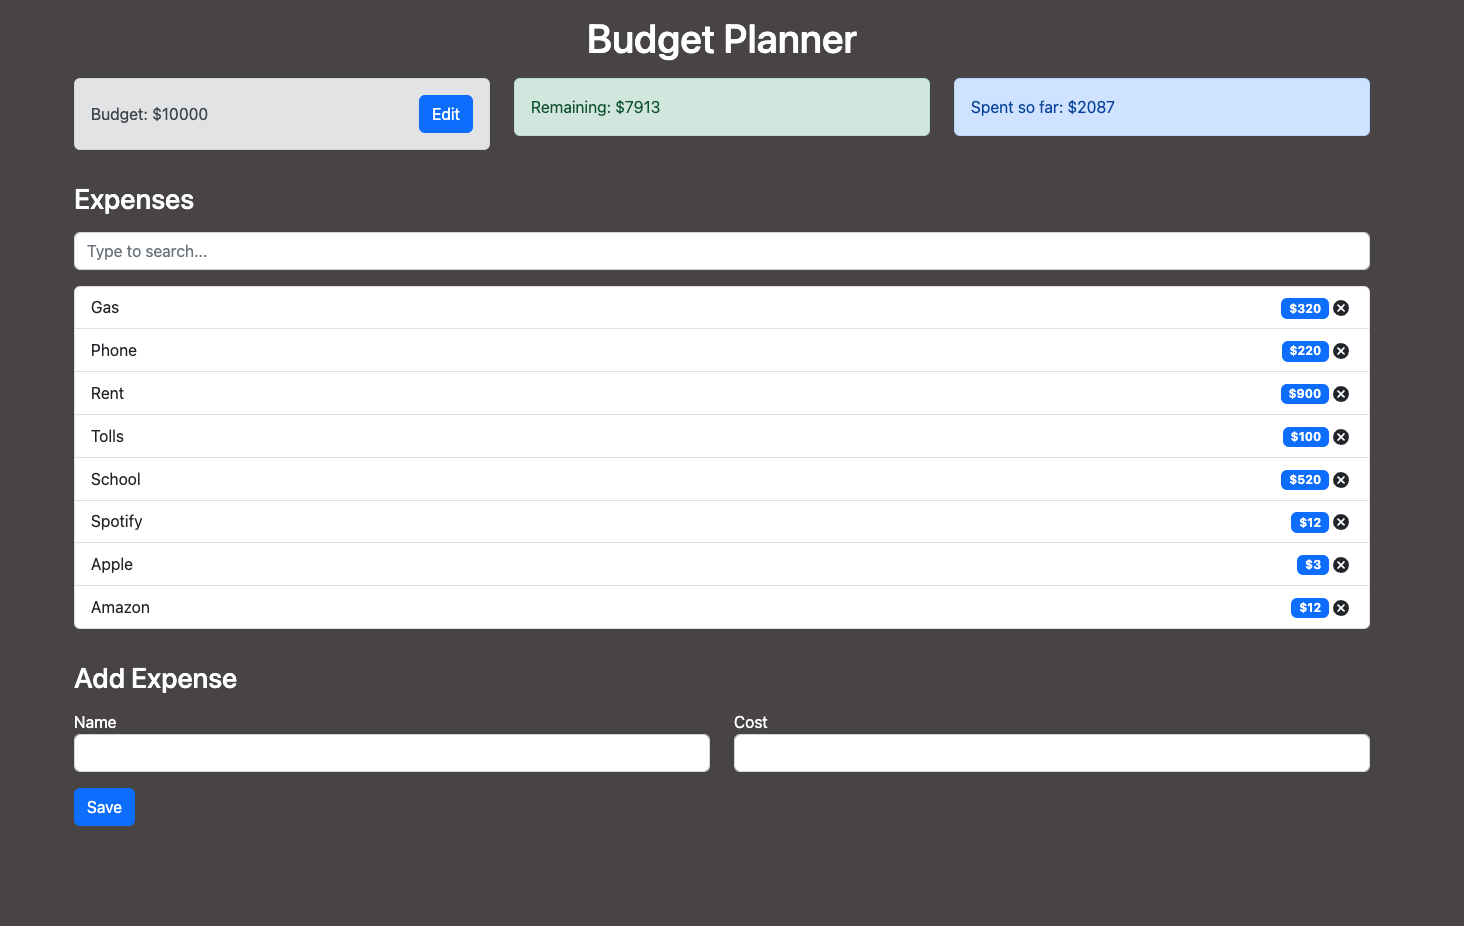 Budget Planner
Budget: $10000 Edit
Remaining: $7913
Spent so far: $2087
Expenses
Type to search...
Gas $320
Phone $220
Rent $900
Tolls $100
School $520
Spotify $12
Apple $3
Amazon $12
Add Expense
Name Cost
Save